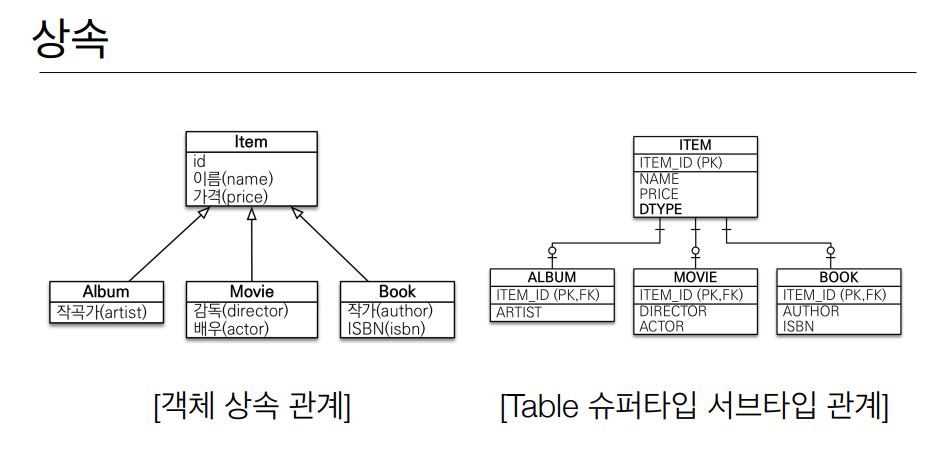 상속
Item
id
이름(name)
가격(price)
Album
작곡가(artist)
Movie
감독(director)
배우(actor)
Book
작가(author)
ISBN(isbn)
[객체 상속 관계]
ITEM
ITEM_ID (PK)
NAME
PRICE
DTYPE
ALBUM
ITEM_ID (PK,FK)
ARTIST
MOVIE
ITEM_ID (PK,FK)
DIRECTOR
ACTOR
BOOK
ITEM_ID (PK,FK)
AUTHOR
ISBN
[Table 슈퍼타입 서브타입 관계]